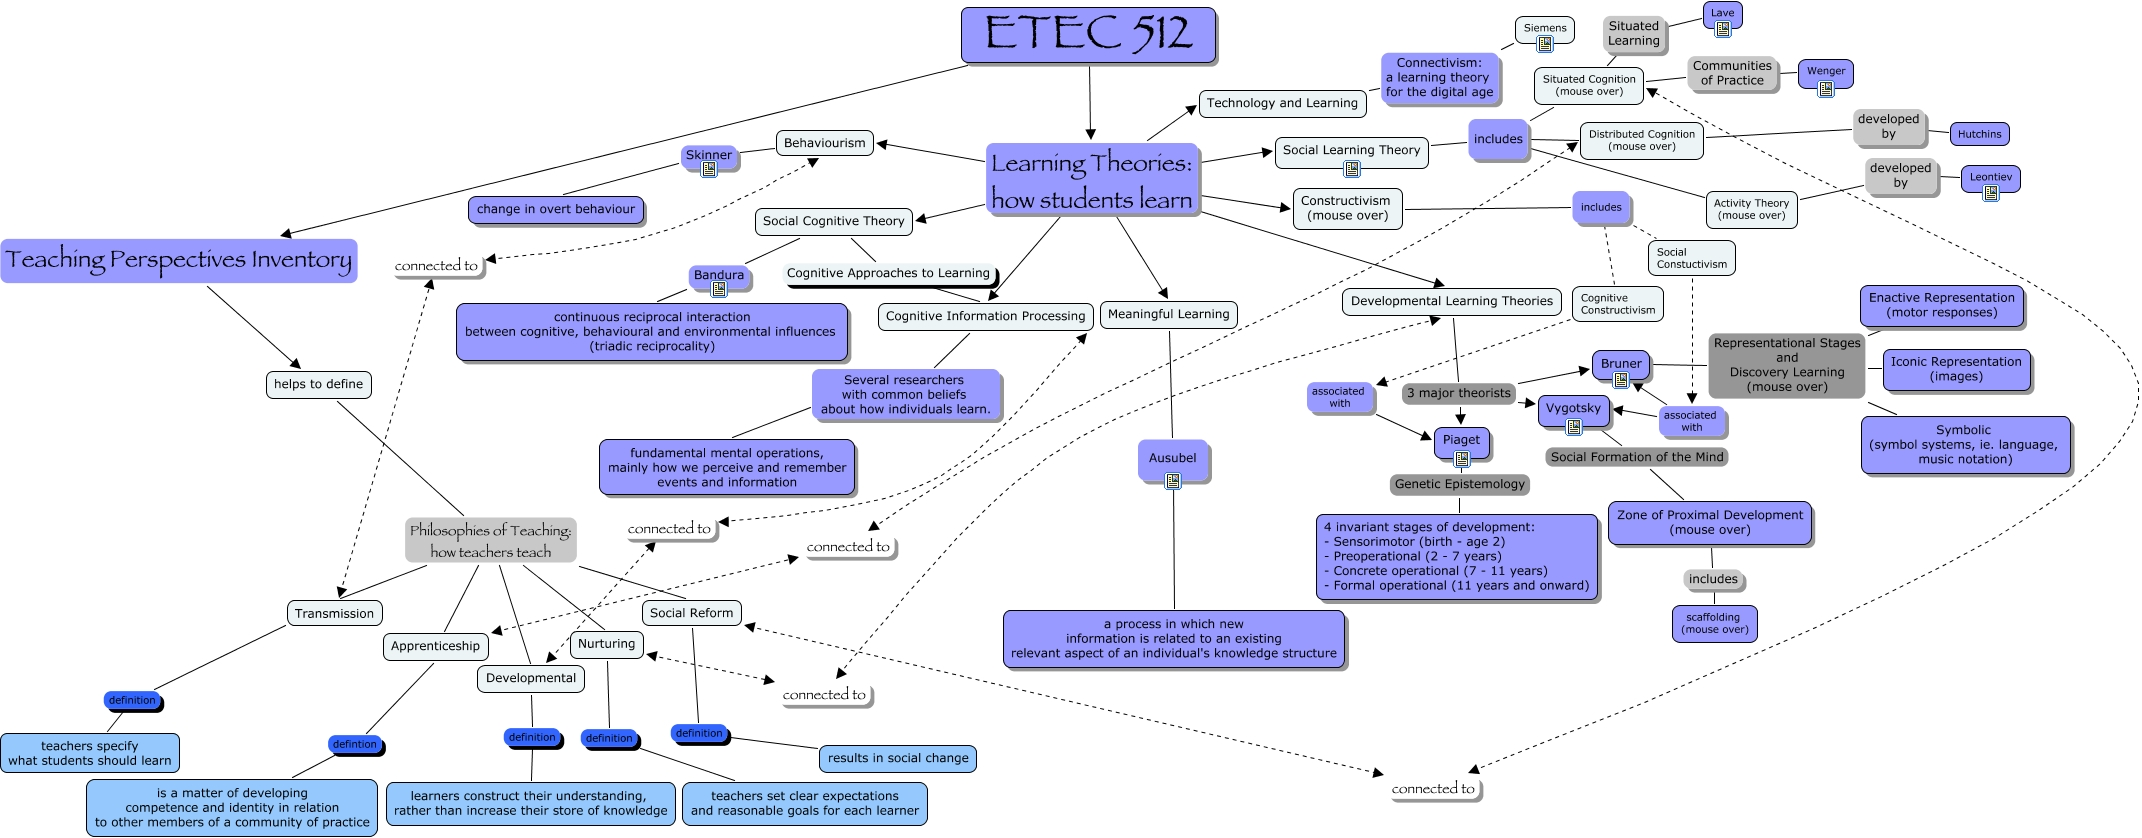 ETEC 512
Siemens
Situated
Learning
Lave
Connectivism:
a learning theory
for the digital age
Situated Cognition
(mouse over)
Communities
of Practice
Wenger
Technology and Learning
Behaviourism
Skinner
change in overt behaviour
Learning Theories:
how students learn
Social Learning Theory
includes
Distributed Cognition
(mouse over)
developed
by
Hutchins
developed
by
Leontiev
Activity Theory
(mouse over)
Constructivism
(mouse over)
includes
Social
Constuctivism
Cognitive
Constructivism
Social Cognitive Theory
Teaching Perspectives Inventory
connected to
Bandura
Cognitive Approaches to Learning
continuous reciprocal interaction
between cognitive, behavioural and environmental influences
(triadic reciprocality)
Cognitive Information Processing
Meaningful Learning
Developmental Learning Theories
Enactive Representation
(motor responses)
Representational Stages
and
Discovery Learning
(mouse over)
Iconic Representation
(images)
Symbolic
(symbol systems, ie. language,
music notation)
Bruner
helps to define
Several researchers
with common beliefs
about how individuals learn.
associated
with
3 major theorists
Vygotsky
associated
with
Piaget
Social Formation of the Mind
fundamental mental operations,
mainly how we perceive and remember
events and information
Ausubel
Genetic Epistemology
4 invariant stages of development:
- Sensorimotor (birth - age 2)
- Preoperational (2 - 7 years)
- Concrete operational (7 - 11 years)
- Formal operational (11 years and onward)
Zone of Proximal Development
(mouse over)
includes
scaffolding
(mouse over)
Philosophies of Teaching:
how teachers teach
connected to
connected to
Transmission
Apprenticeship
Developmental
Nurturing
Social Reform
a process in which new
information is related to an existing
relevant aspect of an individual's knowledge structure
connected to
definition
defintion
definition
definition
definition
teachers specify
what students should learn
is a matter of developing
competence and identity in relation
to other members of a community of practice
learners construct their understanding,
rather than increase their store of knowledge
teachers set clear expectations
and reasonable goals for each learner
results in social change
connected to